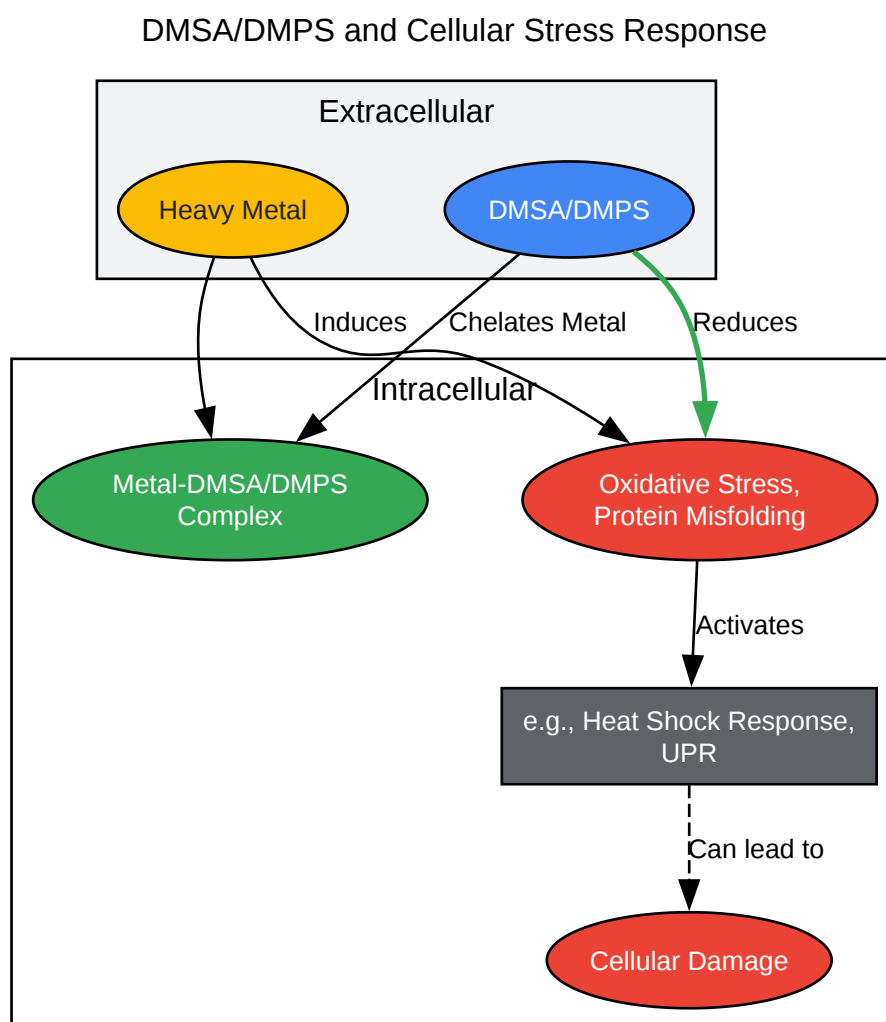 DMSA/DMPS and Cellular Stress Response
Extracellular
Heavy Metal
DMSA/DMPS
Induces
Chelates Metal
Reduces
Intracellular
Metal-DMSA/DMPS
Complex
Oxidative Stress,
Protein Misfolding
Activates
e.g., Heat Shock Response,
UPR
Can lead to
Cellular Damage